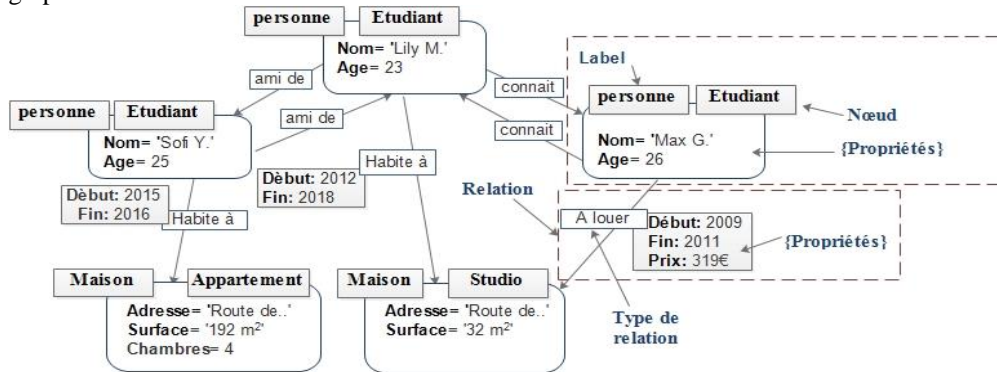 personne
Etudiant
Nom= 'Lily M.'
Age= 23
Label
ami de
connait
personne
Etudiant
personne
Etudiant
Nœud
ami de
connait
Nom= 'Sofi Y.'
Age= 25
Nom= 'Max G.'
Age= 26
{Propriétés}
Habite à
Dèbut: 2012
Fin: 2018
Dèbut: 2015
Fin: 2016
Habite à
Relation
A louer
Début: 2009
Fin: 2011
Prix: 319€
{Propriétés}
Maison
Appartement
Maison
Studio
Adresse= 'Route de..'
Surface= '192 m²'
Chambres= 4
Adresse= 'Route de..'
Surface= '32 m²'
Type de
relation